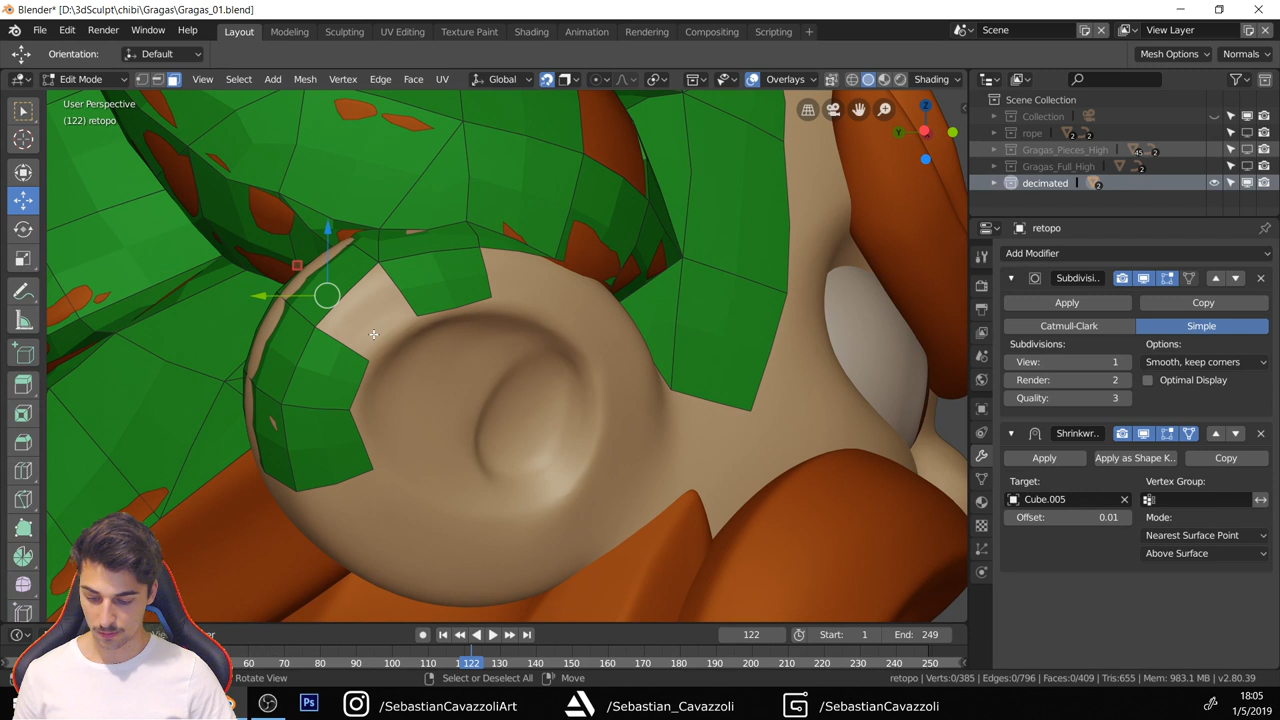 Blender* [D:\3dSculpt\chibi\Gragas\Gragas_01.blend]
File Edit Render Window Help Layout Modeling Sculpting UV Editing Texture Paint Shading Animation Rendering Compositing Scripting + Scene View Layer
Orientation: Default Mesh Options Normals
Edit Mode View Select Add Mesh Vertex Edge Face UV Global Overlays Shading
User Perspective
(122) retopo
Scene Collection
Collection
rope 2 2
Gragas_Pieces_High 45 2
Gragas_Full_High 2
decimated 2
retopo
Add Modifier
Subdivisi..
Apply Copy
Catmull-Clark Simple
Subdivisions: Options:
View: 1 Smooth, keep corners
Render: 2 Optimal Display
Quality: 3
Shrinkwr..
Apply Apply as Shape K.. Copy
Target: Vertex Group:
Cube.005
Offset: 0.01 Mode:
Nearest Surface Point
Above Surface
122 Start: 1 End: 249
60 70 80 90 100 110 122 130 140 150 160 170 180 190 200 210 220 230 240 250
Rotate View Select or Deselect All Move retopo | Verts:0/385 | Edges:0/796 | Faces:0/409 | Tris:655 | Mem: 983.1 MB | v2.80.39
Ps /SebastianCavazzoliArt /Sebastian_Cavazzoli /SebastianCavazzoli
18:05
1/5/2019
X
Y
Z